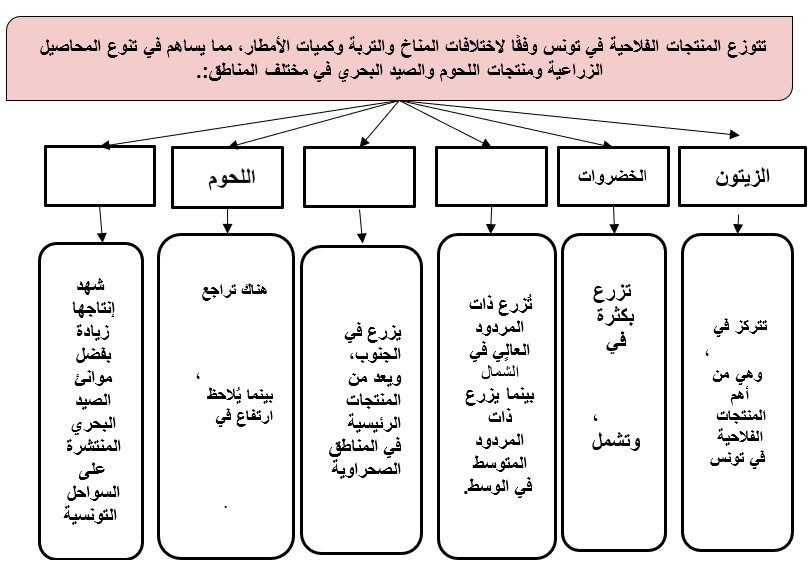 تتوزع المنتجات الفلاحية في تونس وفقًا لاختلافات المناخ والتربة وكميات الأمطار، مما يساهم في تنوع المحاصيل
الزراعية ومنتجات اللحوم والصيد البحري في مختلف المناطق:.
الزيتون
الخضروات
اللحوم
تتركز في
،
وهي من
أهم
المنتجات
الفلاحية
في تونس
تزرع
بكثرة
في
،
وتشمل
تُزرع ذات
المردود
العالي في
الشمال
بينما يزرع
ذات
المردود
المتوسط
في الوسط.
يزرع في
الجنوب،
ويعد من
المنتجات
الرئيسية
في المناطق
الصحراوية
هناك تراجع
،
بينما يُلاحظ
ارتفاع في
.
شهد
إنتاجها
زيادة
بفضل
موانئ
الصيد
البحري
المنتشرة
على
السواحل
التونسية